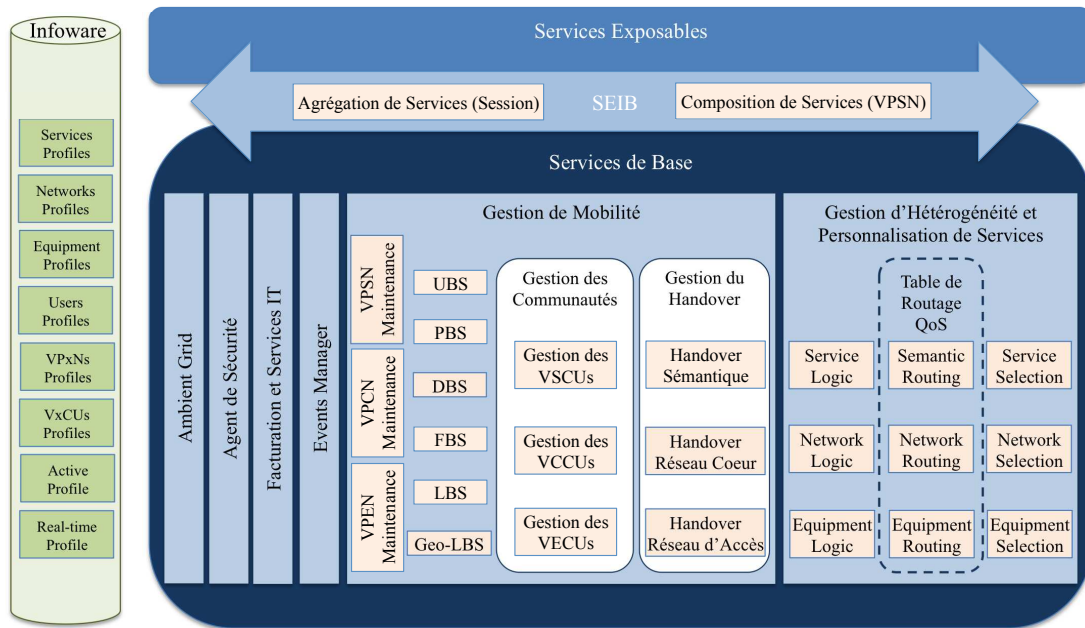 Infoware
Services
Profiles
Networks
Profiles
Equipment
Profiles
Users
Profiles
VPxNs
Profiles
VxCUs
Profiles
Active
Profile
Real-time
Profile
Services Exposables
Agrégation de Services (Session)
SEIB
Composition de Services (VPSN)
Services de Base
Ambient Grid
Agent de Sécurité
Facturation et Services IT
Events Manager
Gestion de Mobilité
VPSN
Maintenance
VPCN
Maintenance
VPEN
Maintenance
UBS
PBS
DBS
FBS
LBS
Geo-LBS
Gestion des
Communautés
Gestion des
VSCUs
Gestion des
VCCUs
Gestion des
VECUs
Gestion du
Handover
Handover
Sémantique
Handover
Réseau Coeur
Handover
Réseau d'Accès
Gestion d'Hétérogénéité et
Personnalisation de Services
Table de
Routage
QoS
Service
Logic
Semantic
Routing
Service
Selection
Network
Logic
Network
Routing
Network
Selection
Equipment
Logic
Equipment
Routing
Equipment
Selection